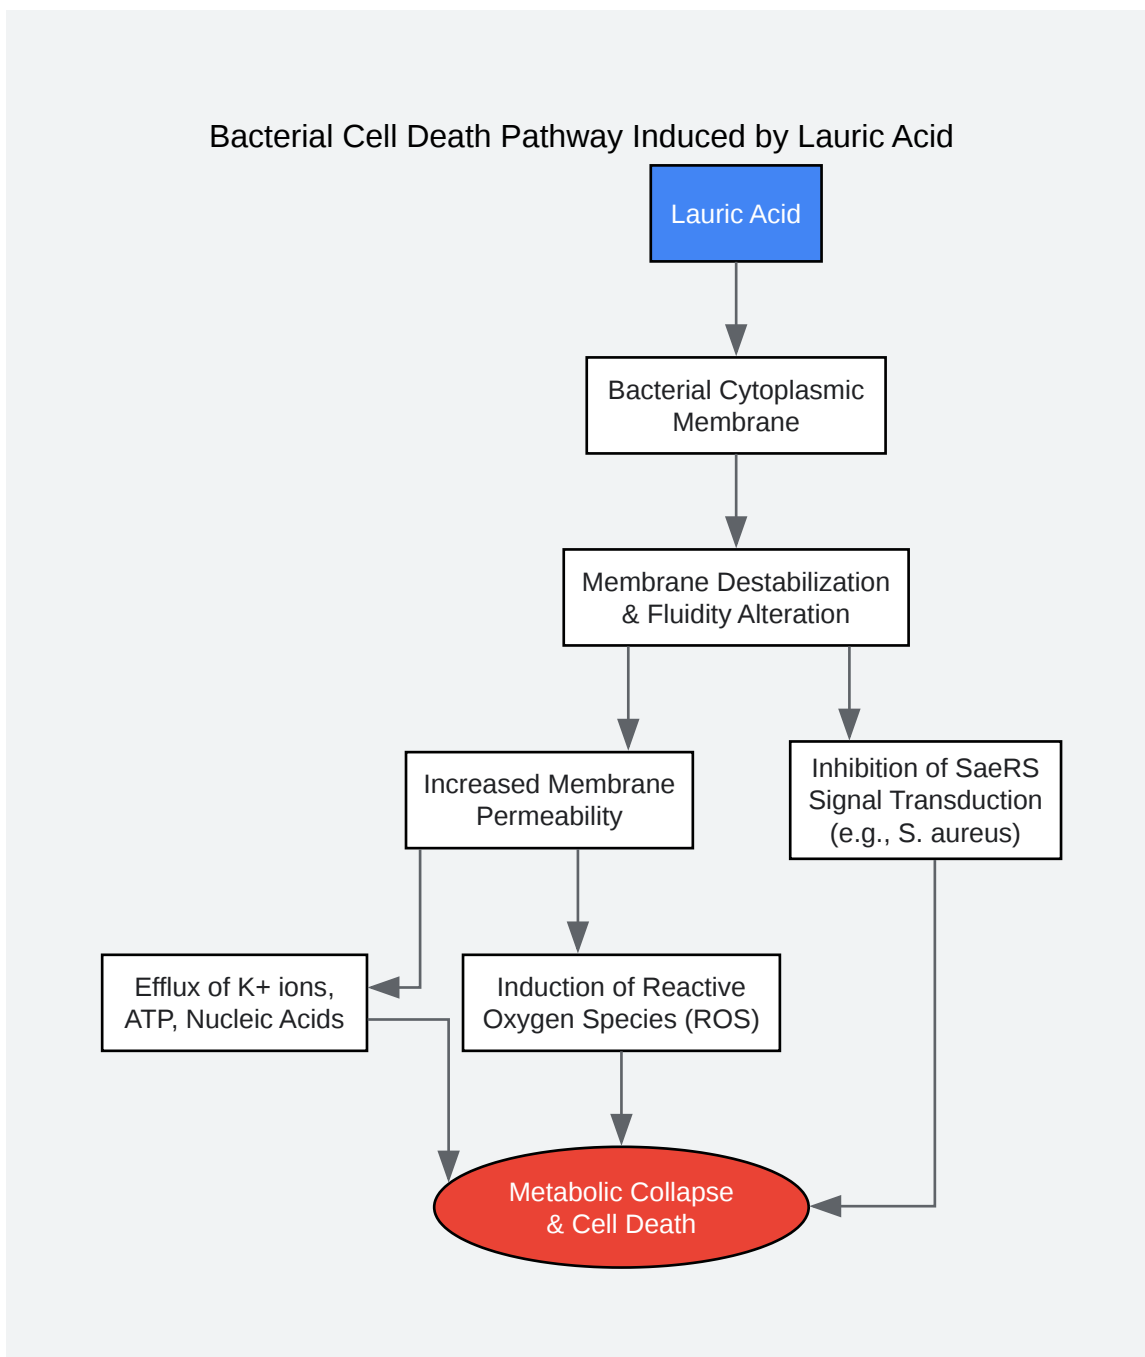 Bacterial Cell Death Pathway Induced by Lauric Acid
Lauric Acid
Bacterial Cytoplasmic
Membrane
Membrane Destabilization
& Fluidity Alteration
Increased Membrane
Permeability
Inhibition of SaeRS
Signal Transduction
(e.g., S. aureus)
Efflux of K+ ions,
ATP, Nucleic Acids
Induction of Reactive
Oxygen Species (ROS)
Metabolic Collapse
& Cell Death